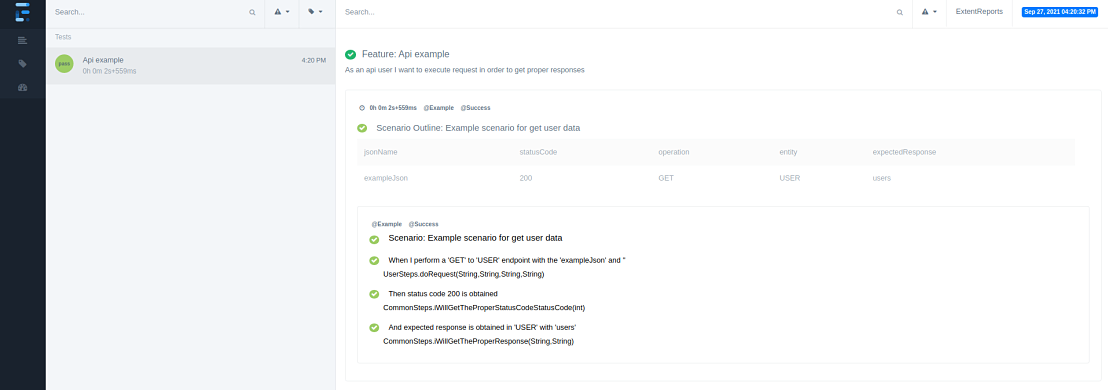 Search...
Search...
ExtentReports
Sep 27, 2021 04:20:32 PM
Tests
pass
Api example
4:20 PM
0h 0m 2s+559ms
Feature: Api example
As an api user I want to execute request in order to get proper responses
0h 0m 2s+559ms @Example @Success
Scenario Outline: Example scenario for get user data
jsonName statusCode operation entity expectedResponse
exampleJson 200 GET USER users
@Example @Success
Scenario: Example scenario for get user data
When I perform a 'GET' to 'USER' endpoint with the 'exampleJson' and ''
UserSteps.doRequest(String,String,String,String)
Then status code 200 is obtained
CommonSteps.iWillGetTheProperStatusCodeStatusCode(int)
And expected response is obtained in 'USER' with 'users'
CommonSteps.iWillGetTheProperResponse(String,String)